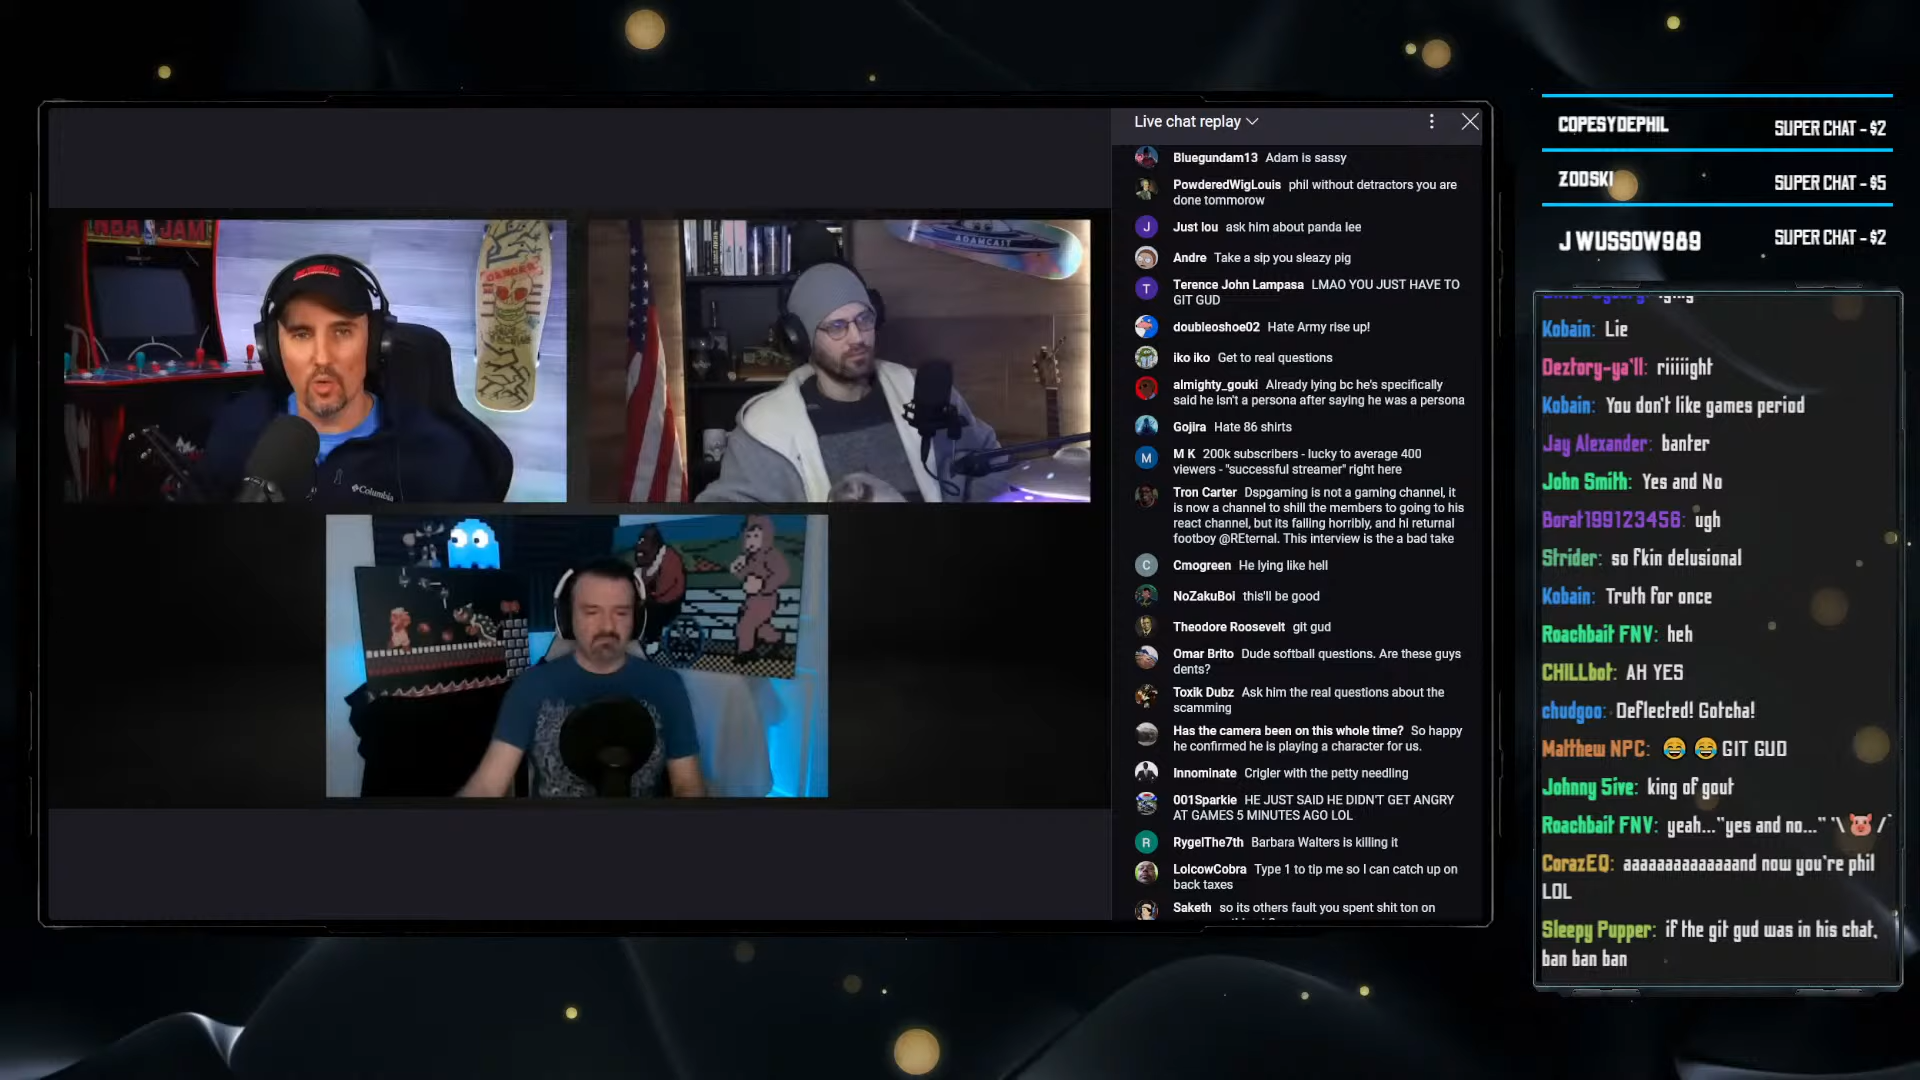 NBA JAM
DANGER
Columbia
ADAMCAIT
Live chat replay
Bluegundam13 Adam is sassy
PowderedWigLouis phil without detractors you are
done tommorow
Just lou ask him about panda lee
Andre Take a sip you sleazy pig
Terence John Lampasa LMAO YOU JUST HAVE TO
GIT GUD
doubleoshoe02 Hate Army rise up!
iko iko Get to real questions
almighty_gouki Already lying bc he's specifically
said he isn't a persona after saying he was a persona
Gojira Hate 86 shirts
M
M K 200k subscribers - lucky to average 400
viewers - "successful streamer" right here
Tron Carter Dspgaming is not a gaming channel, it
is now a channel to shill the members to going to his
react channel, but its failing horribly, and hi returnal
footboy @REternal. This interview is the a bad take
C
Cmogreen He lying like hell
NoZakuBoi this'll be good
Theodore Roosevelt git gud
Omar Brito Dude softball questions. Are these guys
dents?
Toxik Dubz Ask him the real questions about the
scamming
Has the camera been on this whole time? So happy
he confirmed he is playing a character for us.
Innominate Crigler with the petty needling
001Sparkie HE JUST SAID HE DIDN'T GET ANGRY
AT GAMES 5 MINUTES AGO LOL
R
RygelThe7th Barbara Walters is killing it
LolcowCobra Type 1 to tip me so I can catch up on
back taxes
Saketh so its others fault you spent shit ton on
COPESYDEPHIL SUPER CHAT - $2
ZODSKI SUPER CHAT - $5
J WUSSOW989 SUPER CHAT - $2
Kobain: Lie
Deztory-ya'll: riiiiight
Kobain: You don't like games period
Jay Alexander: banter
John Smith: Yes and No
Borat199123456: ugh
Strider: so fkin delusional
Kobain: Truth for once
Roachbait FNV: heh
CHILLbot: AH YES
chudgoo: Deflected! Gotcha!
Matthew NPC: 😂 😂 GIT GUD
Johnny 5ive: king of gout
Roachbait FNV: yeah..."yes and no..." '\ 🐷 /'
CorazEQ: aaaaaaaaaaaaaand now you're phil
LOL
Sleepy Pupper: if the git gud was in his chat,
ban ban ban